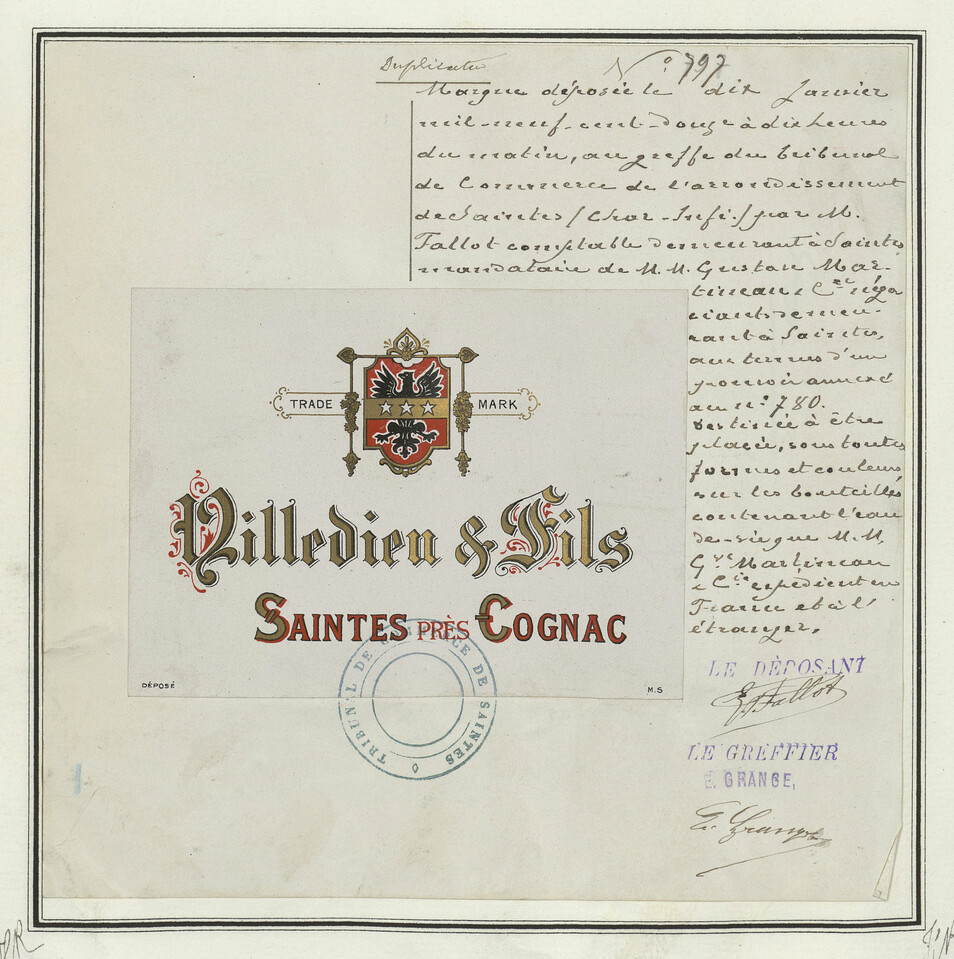 Duplicata
N° 797
Marque déposée le dix Janvier
mil-neuf-cent-douze à dix heures
du matin, au greffe du tribunal
de Commerce de l'arrondissement
de Saintes / Char-Infé. / par M.
Fallot comptable demeurant à Saintes
mandataire de M.M. Gustave Mar-
tineau & Cie négo
ciants demeu-
rant à Saintes,
aux termes d'un
pouvoir annexé
au n° 780.
Destinée à être
placée, sous toutes
formes et couleurs
sur les bouteilles
contenant l'eau
de-vie que M.M.
Gve Martineau
& Cie expédient en
France et à l'
étranger.
TRADE MARK
Villedieu & Fils
SAINTES PRÈS COGNAC
DÉPOSÉ
M.S
TRIBUNAL DE COMMERCE DE SAINTES
LE DÉPOSANT
E. Fallot
LE GREFFIER
E. GRANGE,
E. Grange